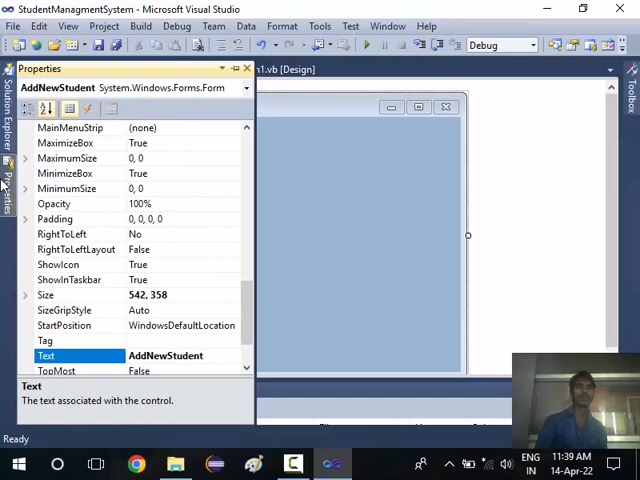 StudentManagmentSystem - Microsoft Visual Studio
File Edit View Project Build Debug Team Data Format Tools Test Window Help
Debug
Properties
m1.vb [Design]
AddNewStudent System.Windows.Forms.Form
MainMenuStrip (none)
MaximizeBox True
MaximumSize 0, 0
MinimizeBox True
MinimumSize 0, 0
Opacity 100%
Padding 0, 0, 0, 0
RightToLeft No
RightToLeftLayout False
ShowIcon True
ShowInTaskbar True
Size 542, 358
SizeGripStyle Auto
StartPosition WindowsDefaultLocation
Tag
Text AddNewStudent
TopMost False
Text
The text associated with the control.
Solution Explorer
Properties
Toolbox
Ready
ENG
IN
11:39 AM
14-Apr-22